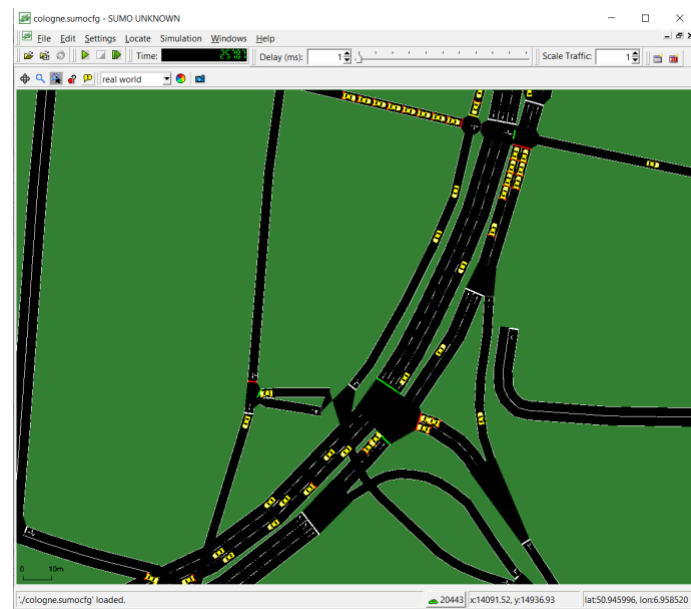 cologne.sumocfg - SUMO UNKNOWN
File Edit Settings Locate Simulation Windows Help
Time: Delay (ms): 1 Scale Traffic: 1
real world
0 10m
'./cologne.sumocfg' loaded. 20443 x:14091.52, y:14936.93 lat:50.945996, lon:6.958520